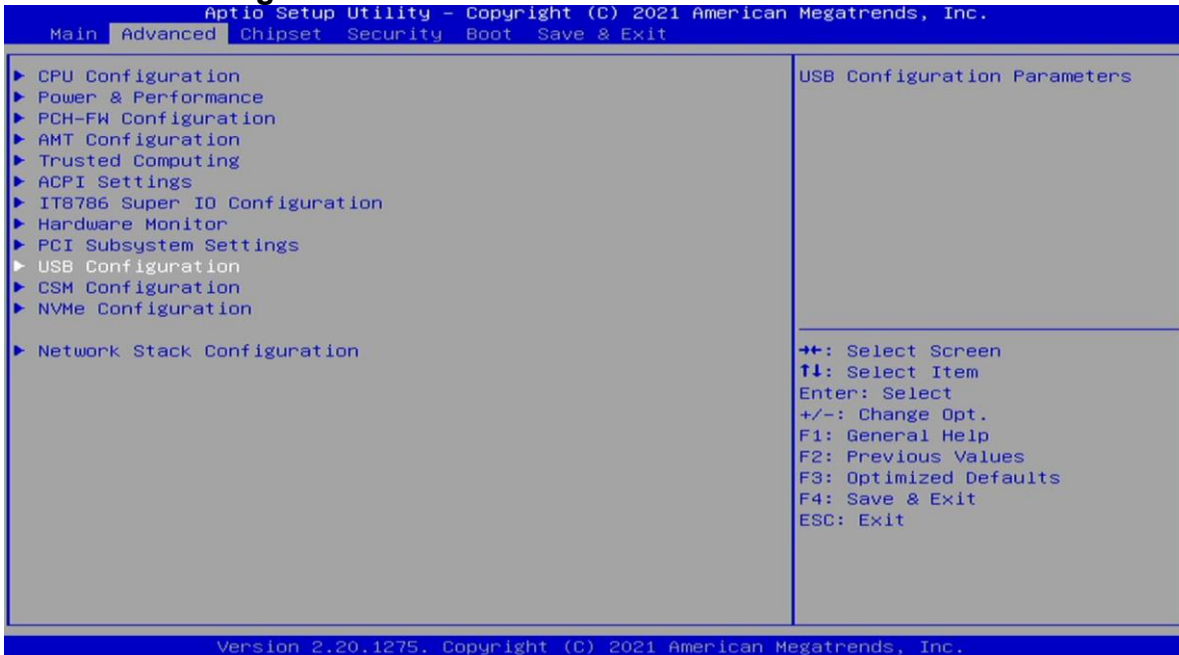 Aptio Setup Utility – Copyright (C) 2021 American Megatrends, Inc.
Main Advanced Chipset Security Boot Save & Exit
▶ CPU Configuration
▶ Power & Performance
▶ PCH-FW Configuration
▶ AMT Configuration
▶ Trusted Computing
▶ ACPI Settings
▶ IT8786 Super IO Configuration
▶ Hardware Monitor
▶ PCI Subsystem Settings
▶ USB Configuration
▶ CSM Configuration
▶ NVMe Configuration
▶ Network Stack Configuration
USB Configuration Parameters
→←: Select Screen
↑↓: Select Item
Enter: Select
+/-: Change Opt.
F1: General Help
F2: Previous Values
F3: Optimized Defaults
F4: Save & Exit
ESC: Exit
Version 2.20.1275. Copyright (C) 2021 American Megatrends, Inc.